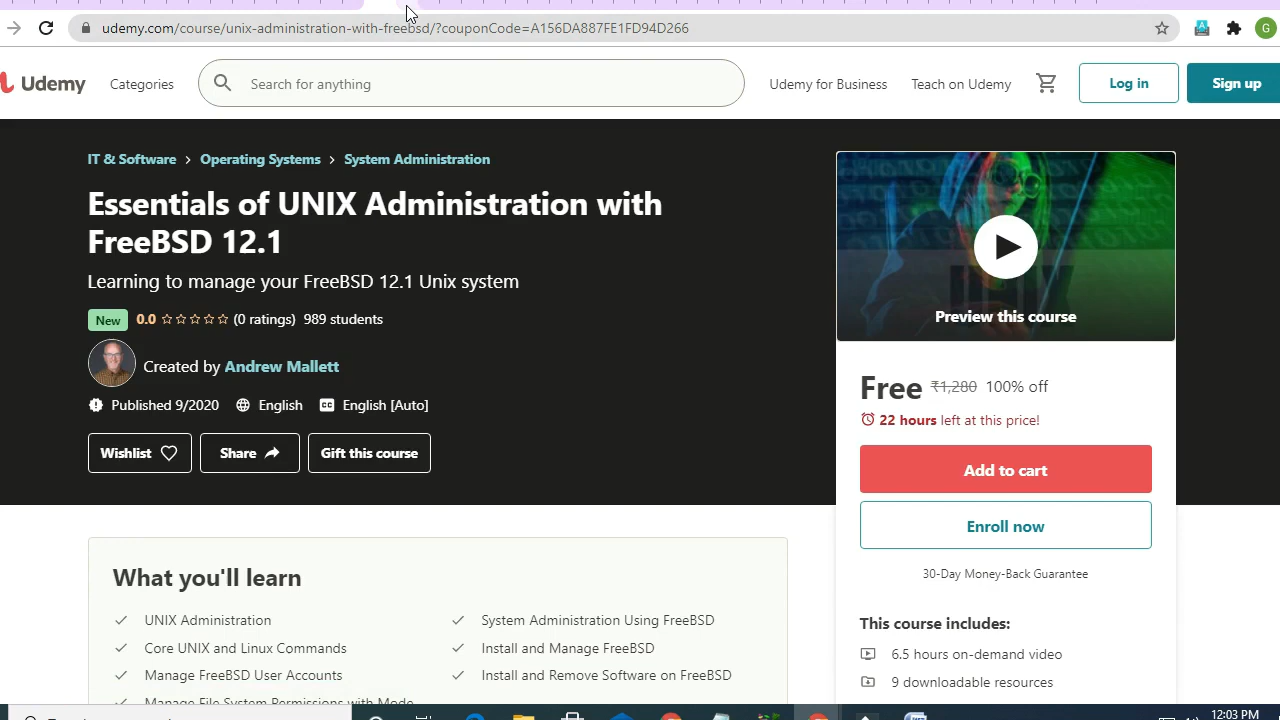 udemy.com/course/unix-administration-with-freebsd/?couponCode=A156DA887FE1FD94D266
G
Udemy
Categories
Search for anything
Udemy for Business
Teach on Udemy
Log in
Sign up
IT & Software > Operating Systems > System Administration
Essentials of UNIX Administration with
FreeBSD 12.1
Learning to manage your FreeBSD 12.1 Unix system
New 0.0 (0 ratings) 989 students
Created by Andrew Mallett
Published 9/2020 English CC English [Auto]
Wishlist
Share
Gift this course
Preview this course
Free ₹1,280 100% off
22 hours left at this price!
Add to cart
Enroll now
30-Day Money-Back Guarantee
This course includes:
6.5 hours on-demand video
9 downloadable resources
What you'll learn
UNIX Administration
Core UNIX and Linux Commands
Manage FreeBSD User Accounts
Manage File System Permissions with Mode
System Administration Using FreeBSD
Install and Manage FreeBSD
Install and Remove Software on FreeBSD
12:03 PM